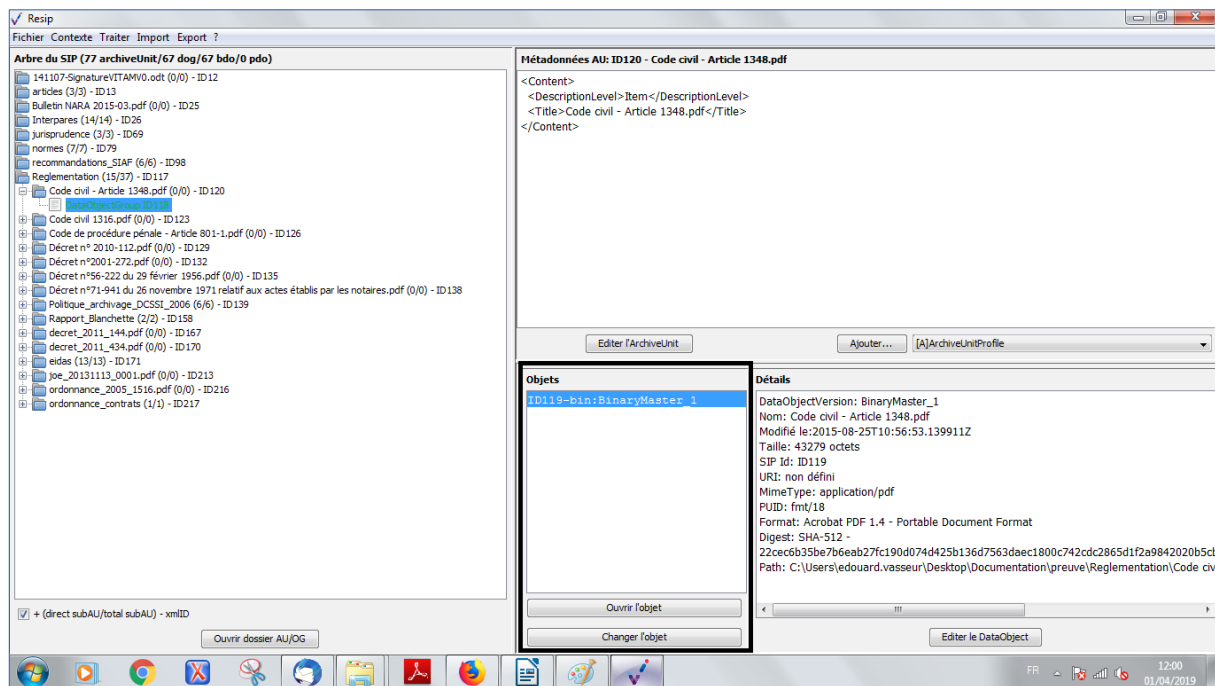 Resip
Fichier Contexte Traiter Import Export ?
Arbre du SIP (77 archiveUnit/67 dog/67 bdo/0 pdo)
141107-SignatureVITAMV0.odt (0/0) - ID12
articles (3/3) - ID13
Bulletin NARA 2015-03.pdf (0/0) - ID25
Interpares (14/14) - ID26
jurisprudence (3/3) - ID69
normes (7/7) - ID79
recommandations_SIAF (6/6) - ID98
Reglementation (15/37) - ID117
Code civil - Article 1348.pdf (0/0) - ID120
DataObjectGroup ID118
Code civil 1316.pdf (0/0) - ID123
Code de procédure pénale - Article 801-1.pdf (0/0) - ID126
Décret n° 2010-112.pdf (0/0) - ID129
Décret n°2001-272.pdf (0/0) - ID132
Décret n°56-222 du 29 février 1956.pdf (0/0) - ID135
Décret n°71-941 du 26 novembre 1971 relatif aux actes établis par les notaires.pdf (0/0) - ID138
Politique_archivage_DCSSI_2006 (6/6) - ID139
Rapport_Blanchette (2/2) - ID158
decret_2011_144.pdf (0/0) - ID167
decret_2011_434.pdf (0/0) - ID170
eidas (13/13) - ID171
joe_20131113_0001.pdf (0/0) - ID213
ordonnance_2005_1516.pdf (0/0) - ID216
ordonnance_contrats (1/1) - ID217
+ (direct subAU/total subAU) - xmlID
Ouvrir dossier AU/OG
Métadonnées AU: ID120 - Code civil - Article 1348.pdf
<Content>
<DescriptionLevel>Item</DescriptionLevel>
<Title>Code civil - Article 1348.pdf</Title>
</Content>
Editer l'ArchiveUnit
Ajouter...
[A]ArchiveUnitProfile
Objets
ID119-bin:BinaryMaster_1
Ouvrir l'objet
Changer l'objet
Détails
DataObjectVersion: BinaryMaster_1
Nom: Code civil - Article 1348.pdf
Modifié le:2015-08-25T10:56:53.139911Z
Taille: 43279 octets
SIP Id: ID119
URI: non défini
MimeType: application/pdf
PUID: fmt/18
Format: Acrobat PDF 1.4 - Portable Document Format
Digest: SHA-512 -
22cec6b35be7b6eab27fc190d074d425b136d7563daec1800c742cdc2865d1f2a9842020b5cb
Path: C:\Users\edouard.vasseur\Desktop\Documentation\preuve\Reglementation\Code civ
Editer le DataObject
FR
12:00
01/04/2019